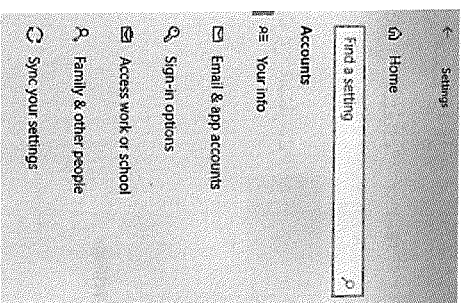 Settings
Home
Find a setting
Accounts
Your info
Email & app accounts
Sign-in options
Access work or school
Family & other people
Sync your settings